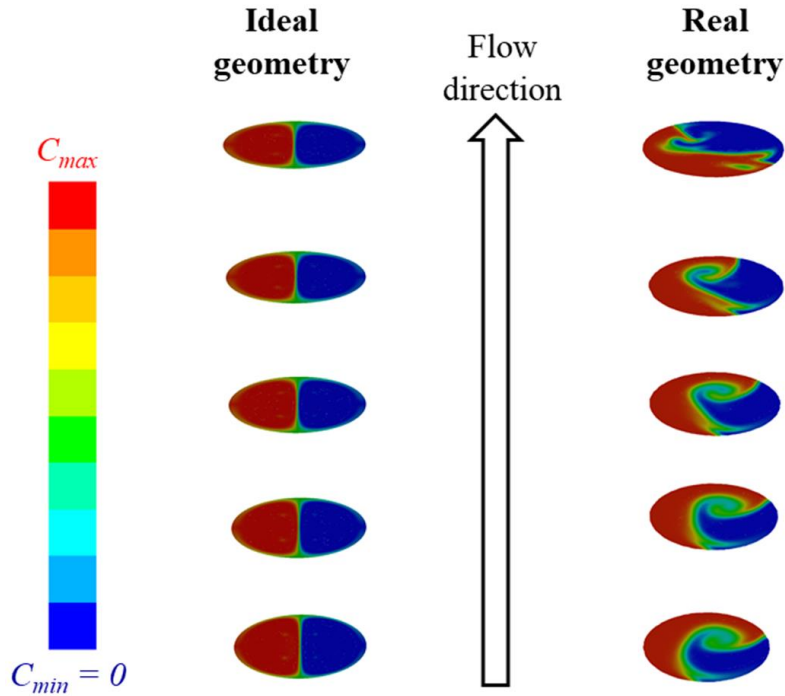 Ideal
geometry
Flow
direction
Real
geometry
Cmax
Cmin = 0